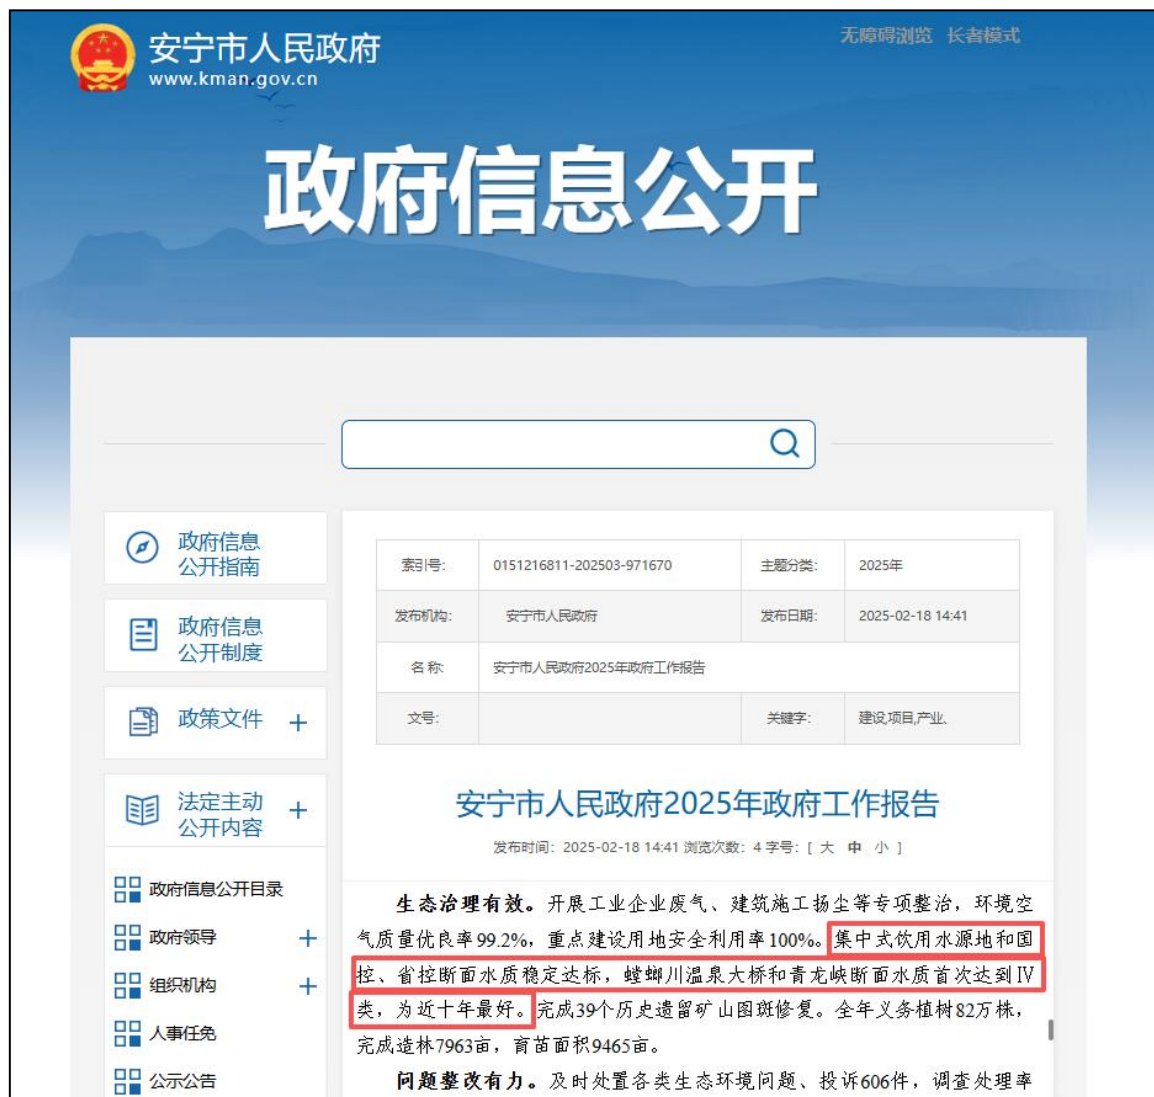 安宁市人民政府
www.kman.gov.cn
无障碍浏览 长者模式
政府信息公开
政府信息
公开指南
政府信息
公开制度
政策文件 +
法定主动
公开内容 +
政府信息公开目录
政府领导 +
组织机构 +
人事任免
公示公告
索引号: 0151216811-202503-971670 主题分类: 2025年
发布机构: 安宁市人民政府 发布日期: 2025-02-18 14:41
名 称: 安宁市人民政府2025年政府工作报告
文号: 关键字: 建设,项目,产业、
安宁市人民政府2025年政府工作报告
发布时间：2025-02-18 14:41 浏览次数：4 字号：[ 大 中 小 ]
生态治理有效。开展工业企业废气、建筑施工扬尘等专项整治，环境空
气质量优良率99.2%，重点建设用地安全利用率100%。集中式饮用水源地和国
控、省控断面水质稳定达标，螳螂川温泉大桥和青龙峡断面水质首次达到Ⅳ
类，为近十年最好。完成39个历史遗留矿山图斑修复。全年义务植树82万株，
完成造林7963亩，育苗面积9465亩。
问题整改有力。及时处置各类生态环境问题、投诉606件，调查处理率